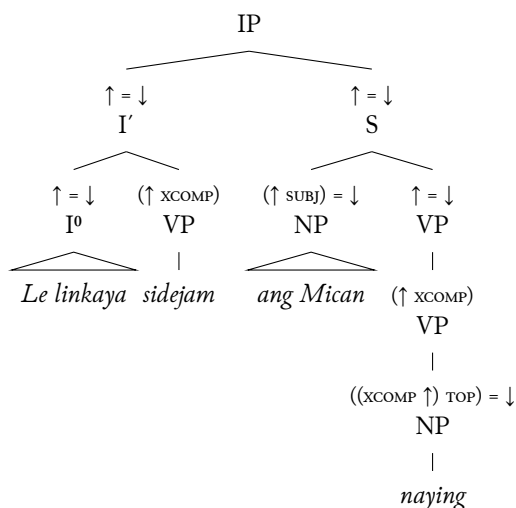 IP
↑ = ↓ ↑ = ↓
I′ S
↑ = ↓ (↑ XCOMP) (↑ SUBJ) = ↓ ↑ = ↓
I⁰ VP NP VP
Le linkaya sidejam ang Mican (↑ XCOMP)
VP
((XCOMP ↑) TOP) = ↓
NP
naying